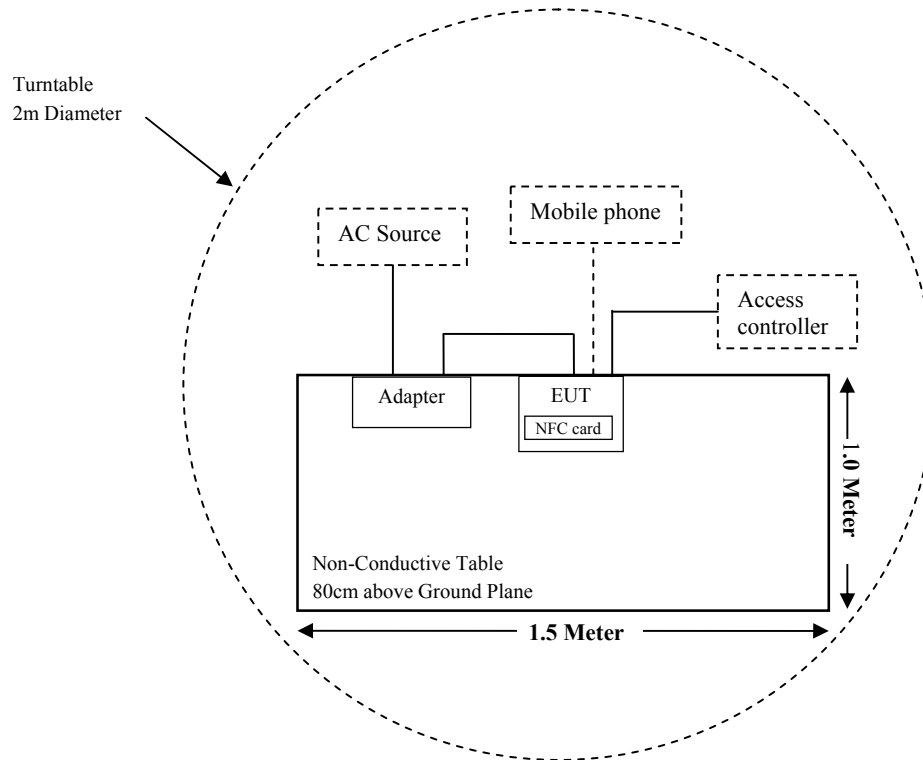 Turntable
2m Diameter
Mobile phone
AC Source
Access
controller
Adapter
EUT
NFC card
1.0 Meter
Non-Conductive Table
80cm above Ground Plane
1.5 Meter